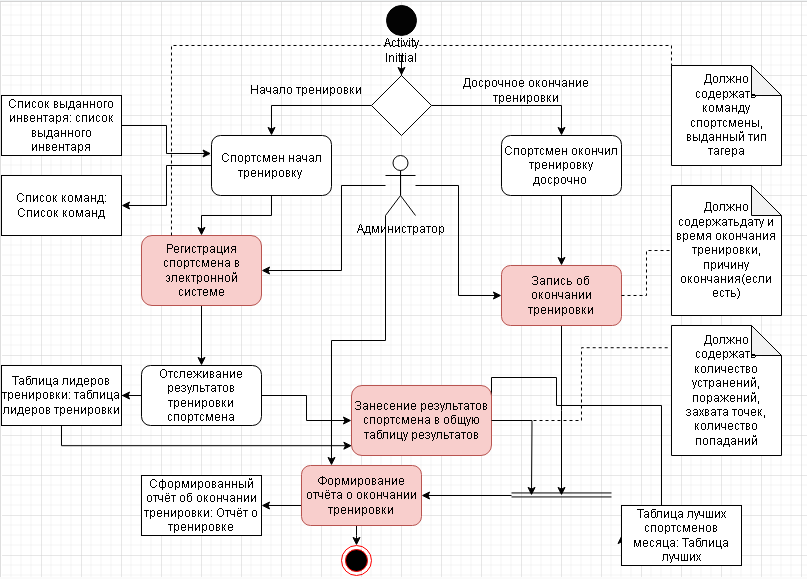 Activity
Inittial
Начало тренировки
Досрочное окончание
тренировки
Список выданного
инвентаря: список
выданного
инвентаря
Спортсмен начал
тренировку
Спортсмен окончил
тренировку
досрочно
Должно
содержать
команду
спортсмены,
выданный тип
тагера
Список команд:
Список команд
Администратор
Должно
содержатьдату и
время окончания
тренировки,
причину
окончания(если
есть)
Регистрация
спортсмена в
электронной
системе
Запись об
окончании
тренировки
Должно
содержать
количество
устранений,
поражений,
захвата точек,
количество
попаданий
Таблица лидеров
тренировки: таблица
лидеров тренировки
Отслеживание
результатов
тренировки
спортсмена
Занесение результатов
спортсмена в общую
таблицу результатов
Сформированный
отчёт об окончании
тренировки: Отчёт о
тренировке
Формирование
отчёта о окончании
тренировки
Таблица лучших
спортсменов
месяца: Таблица
лучших